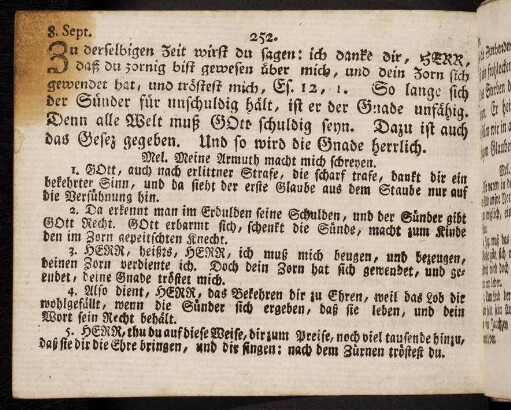 8. Sept.
252.
Zu derselbigen Zeit wirst du sagen: ich danke dir, HERR,
daß du zornig bist gewesen über mich, und dein Zorn sich
gewendet hat, und tröstest mich, Es. 12, 1. So lange sich
der Sünder für unschuldig hält, ist er der Gnade unfähig.
Denn alle Welt muß GOtt schuldig seyn. Dazu ist auch
das Gesez gegeben. Und so wird die Gnade herrlich.
Mel. Meine Armuth macht mich schreyen.
1. GOtt, auch nach erlittner Strafe, die scharf trafe, dankt dir ein
bekehrter Sinn, und da sieht der erste Glaube aus dem Staube nur auf
die Versühnung hin.
2. Da erkennt man im Erdulden seine Schulden, und der Sünder gibt
GOtt Recht. GOtt erbarmt sich, schenkt die Sünde, macht zum Kinde
den im Zorn gepeitschten Knecht.
3. HERR, heißts, HERR, ich muß mich beugen, und bezeugen,
deinen Zorn verdiente ich. Doch dein Zorn hat sich gewendet, und ge-
endet, deine Gnade tröstet mich.
4. Also dient, HERR, das Bekehren dir zu Ehren, weil das Lob dir
wohlgefällt, wenn die Sünder sich ergeben, daß sie leben, und dein
Wort sein Recht behält.
5. HERR, thu du auf diese Weise, dir zum Preise, noch viel tausende hinzu,
daß sie dir die Ehre bringen, und dir singen: nach dem Zürnen tröstest du.